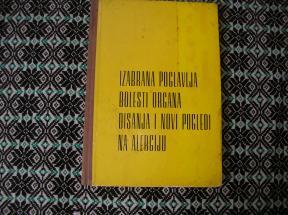 IZABRANA POGLAVLJA
BOLESTI ORGANA
DISANJA I NOVI POGLEDI
NA ALERGIJU